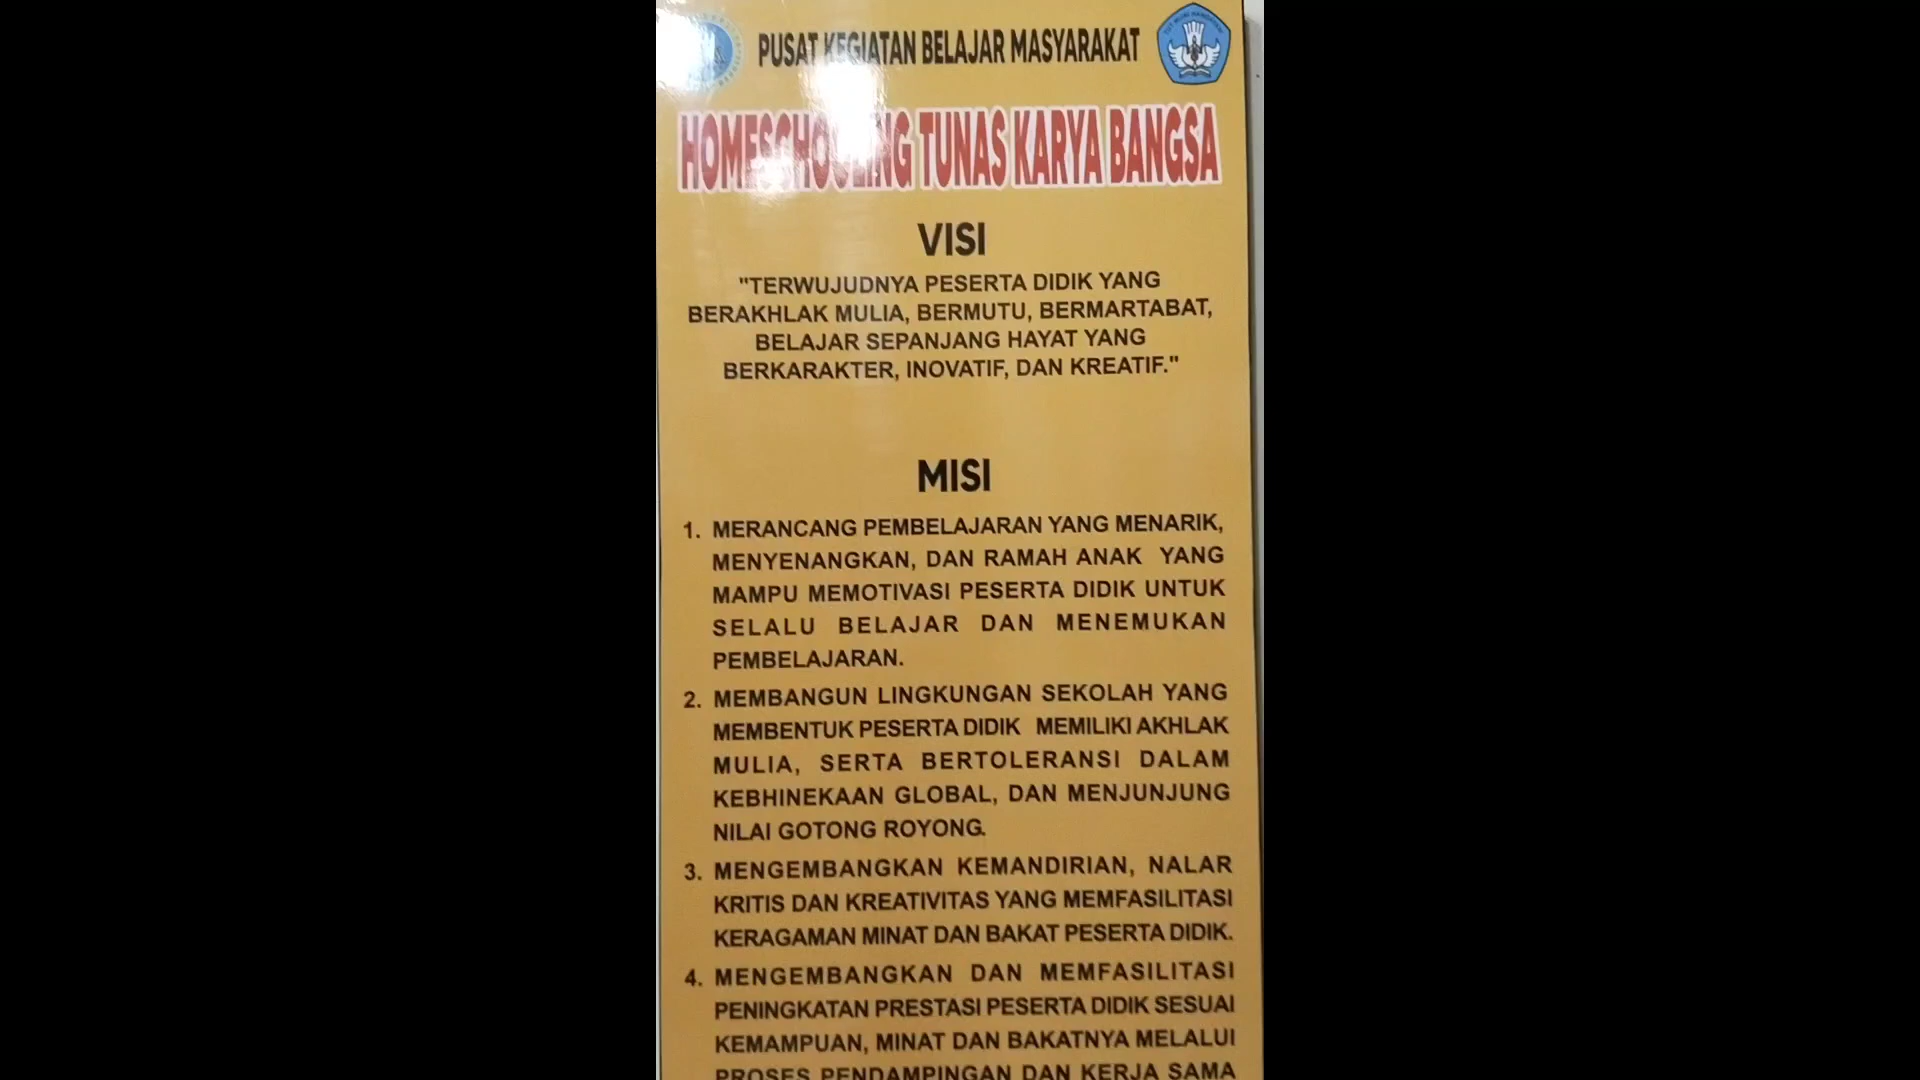 PUSAT KEGIATAN BELAJAR MASYARAKAT
HOMESCHOOLING TUNAS KARYA BANGSA
VISI
"TERWUJUDNYA PESERTA DIDIK YANG
BERAKHLAK MULIA, BERMUTU, BERMARTABAT,
BELAJAR SEPANJANG HAYAT YANG
BERKARAKTER, INOVATIF, DAN KREATIF."
MISI
1. MERANCANG PEMBELAJARAN YANG MENARIK,
MENYENANGKAN, DAN RAMAH ANAK YANG
MAMPU MEMOTIVASI PESERTA DIDIK UNTUK
SELALU BELAJAR DAN MENEMUKAN
PEMBELAJARAN.
2. MEMBANGUN LINGKUNGAN SEKOLAH YANG
MEMBENTUK PESERTA DIDIK MEMILIKI AKHLAK
MULIA, SERTA BERTOLERANSI DALAM
KEBHINEKAAN GLOBAL, DAN MENJUNJUNG
NILAI GOTONG ROYONG.
3. MENGEMBANGKAN KEMANDIRIAN, NALAR
KRITIS DAN KREATIVITAS YANG MEMFASILITASI
KERAGAMAN MINAT DAN BAKAT PESERTA DIDIK.
4. MENGEMBANGKAN DAN MEMFASILITASI
PENINGKATAN PRESTASI PESERTA DIDIK SESUAI
KEMAMPUAN, MINAT DAN BAKATNYA MELALUI
PROSES PENDAMPINGAN DAN KERJA SAMA